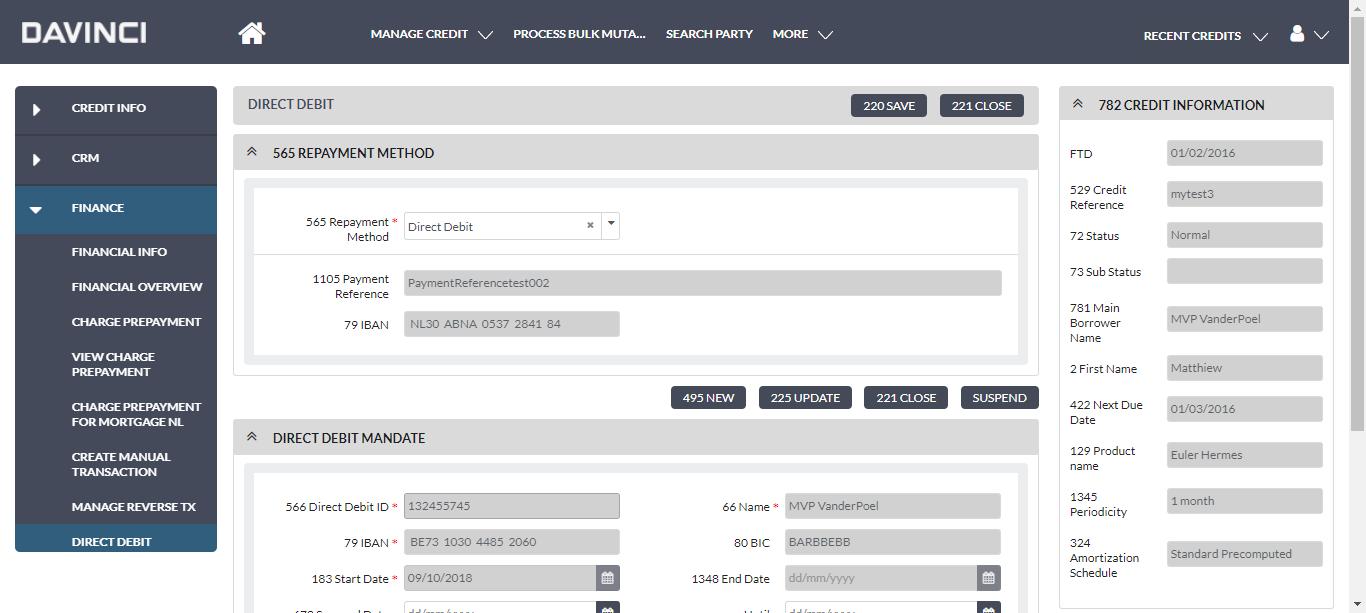 DAVINCI
MANAGE CREDIT
PROCESS BULK MUTA...
SEARCH PARTY
MORE
RECENT CREDITS
CREDIT INFO
CRM
FINANCE
FINANCIAL INFO
FINANCIAL OVERVIEW
CHARGE PREPAYMENT
VIEW CHARGE
PREPAYMENT
CHARGE PREPAYMENT
FOR MORTGAGE NL
CREATE MANUAL
TRANSACTION
MANAGE REVERSE TX
DIRECT DEBIT
DIRECT DEBIT
220 SAVE
221 CLOSE
565 REPAYMENT METHOD
565 Repayment *
Method
Direct Debit
1105 Payment
Reference
PaymentReferencetest002
79 IBAN
NL30 ABNA 0537 2841 84
495 NEW
225 UPDATE
221 CLOSE
SUSPEND
DIRECT DEBIT MANDATE
566 Direct Debit ID *
132455745
66 Name *
MVP VanderPoel
79 IBAN *
BE73 1030 4485 2060
80 BIC
BARBBEBB
183 Start Date *
09/10/2018
1348 End Date
dd/mm/yyyy
dd/mm/yyyy
Until
dd/mm/yyyy
782 CREDIT INFORMATION
FTD
01/02/2016
529 Credit
Reference
mytest3
72 Status
Normal
73 Sub Status
781 Main
Borrower
Name
MVP VanderPoel
2 First Name
Matthiew
422 Next Due
Date
01/03/2016
129 Product
name
Euler Hermes
1345
Periodicity
1 month
324
Amortization
Schedule
Standard Precomputed